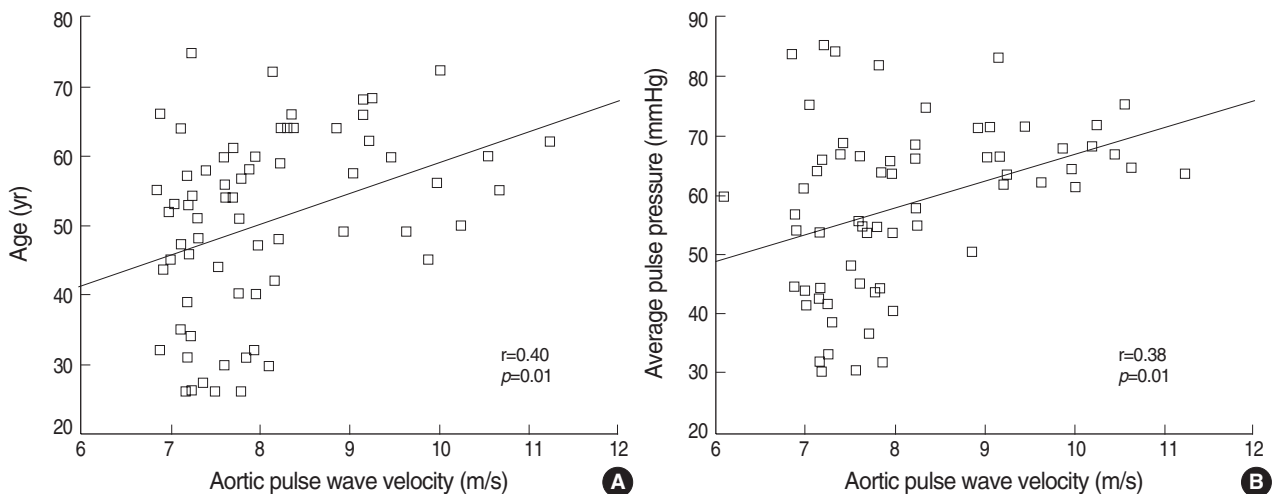 80
70
60
50
40
30
20
Age (yr)
r=0.40
p=0.01
6 7 8 9 10 11 12
Aortic pulse wave velocity (m/s)
A
90
80
70
60
50
40
30
20
Average pulse pressure (mmHg)
r=0.38
p=0.01
6 7 8 9 10 11 12
Aortic pulse wave velocity (m/s)
B